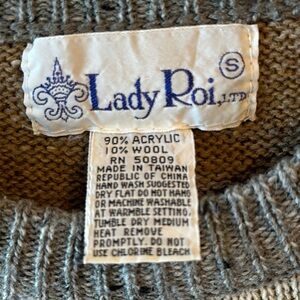 Lady Roi, LTD
S
90% ACRYLIC
10% WOOL
RN 50809
MADE IN TAIWAN
REPUBLIC OF CHINA
HAND WASH SUGGESTED
DRY FLAT DO NOT HANG
OR MACHINE WASHABLE
AT WARMBLE SETTING.
TUMBLE DRY MEDIUM
HEAT REMOVE
PROMPTLY. DO NOT
USE CHLORINE BLEACH